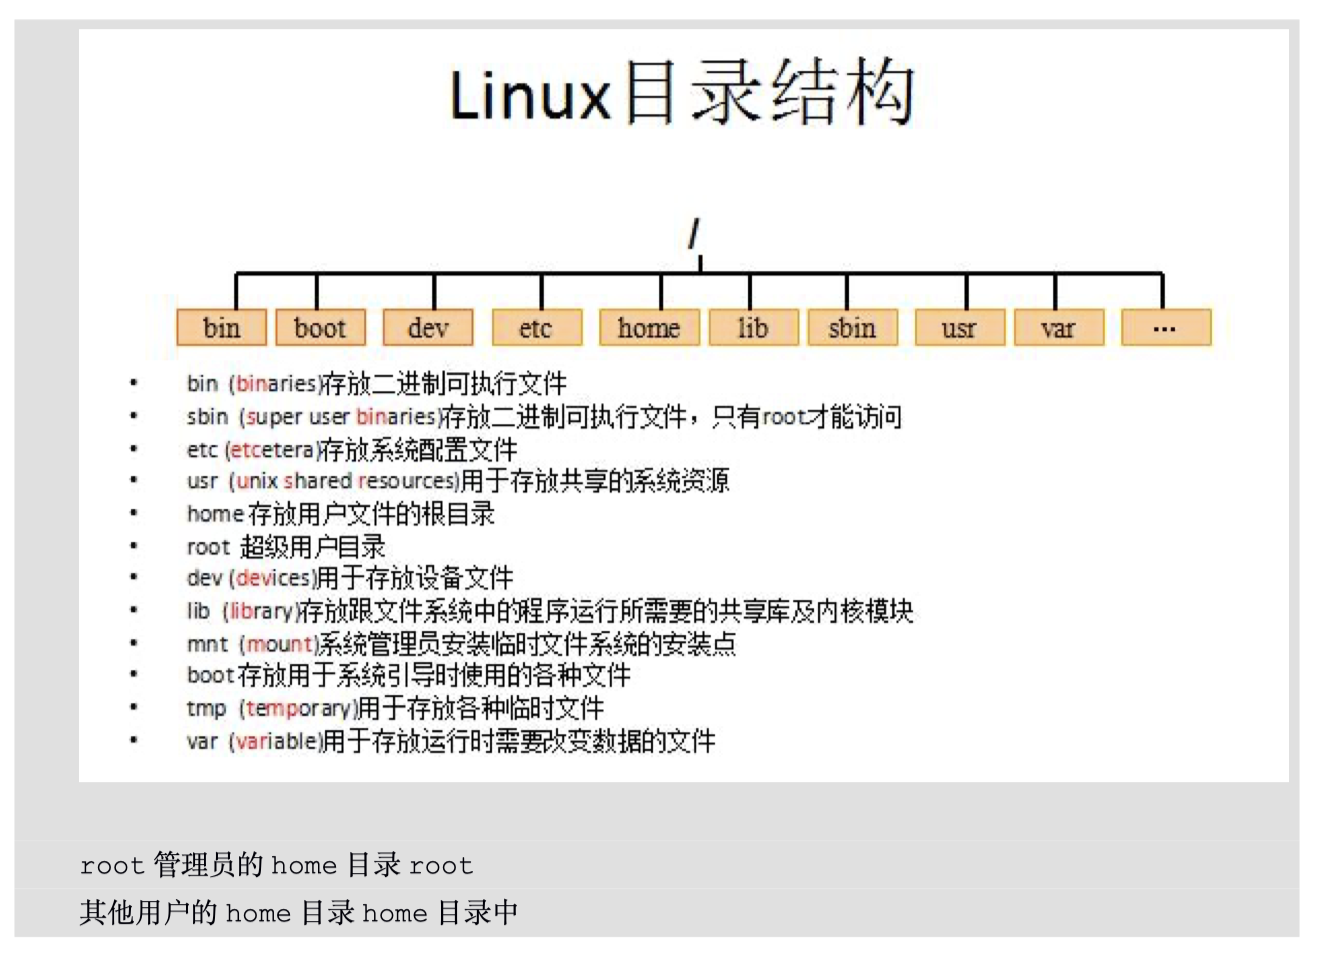 Linux目录结构
/
bin boot dev etc home lib sbin usr var ...
• bin (binaries)存放二进制可执行文件
• sbin (super user binaries)存放二进制可执行文件，只有root才能访问
• etc (etcetera)存放系统配置文件
• usr (unix shared resources)用于存放共享的系统资源
• home 存放用户文件的根目录
• root 超级用户目录
• dev (devices)用于存放设备文件
• lib (library)存放跟文件系统中的程序运行所需要的共享库及内核模块
• mnt (mount)系统管理员安装临时文件系统的安装点
• boot 存放用于系统引导时使用的各种文件
• tmp (temporary)用于存放各种临时文件
• var (variable)用于存放运行时需要改变数据的文件
root 管理员的 home 目录 root
其他用户的 home 目录 home 目录中